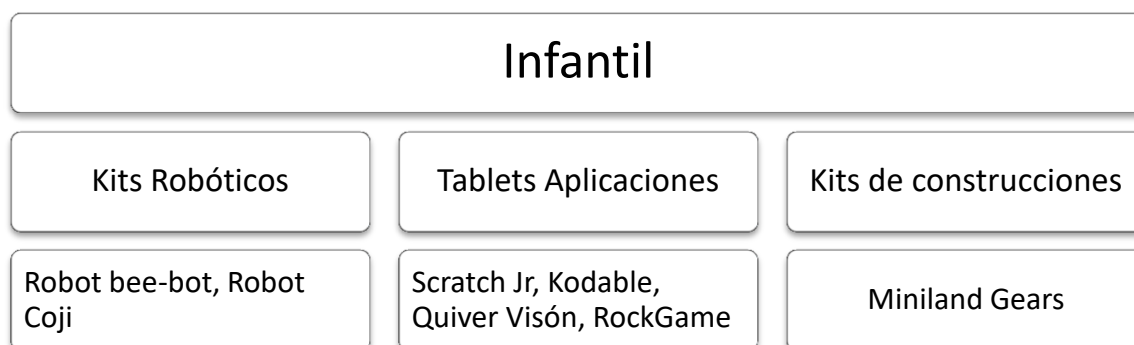 Infantil
Kits Robóticos
Tablets Aplicaciones
Kits de construcciones
Robot bee-bot, Robot
Coji
Scratch Jr, Kodable,
Quiver Visón, RockGame
Miniland Gears